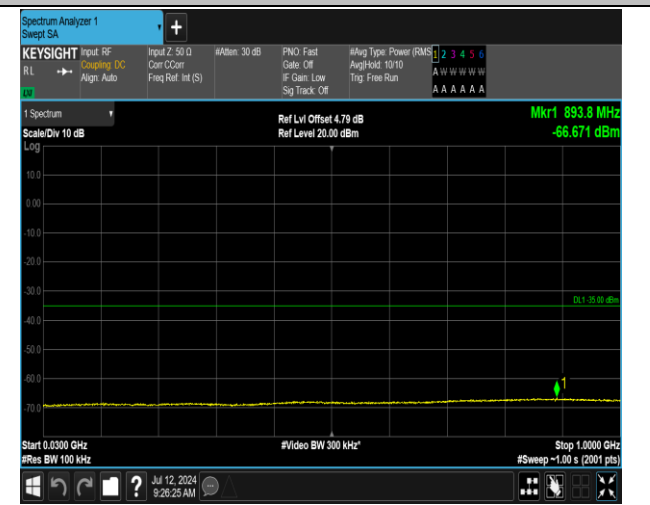 Spectrum Analyzer 1
Swept SA
+
KEYSIGHT Input: RF Input Z: 50 Ω #Atten: 30 dB PNO: Fast #Avg Type: Power (RMS 1 2 3 4 5 6
R L Coupling: DC Corr CCorr Gate: Off Avg|Hold: 10/10 A W W W W W
Align: Auto Freq Ref: Int (S) IF Gain: Low Trig: Free Run
LXI Sig Track: Off A A A A A A
1 Spectrum
Scale/Div 10 dB
Ref Lvl Offset 4.79 dB
Ref Level 20.00 dBm
Mkr1 893.8 MHz
-66.671 dBm
Log
10.0
0.00
-10.0
-20.0
-30.0
DL1 -35.00 dBm
-40.0
-50.0
-60.0
1
-70.0
Start 0.0300 GHz #Video BW 300 kHz* Stop 1.0000 GHz
#Res BW 100 kHz #Sweep ~1.00 s (2001 pts)
? Jul 12, 2024
9:26:25 AM